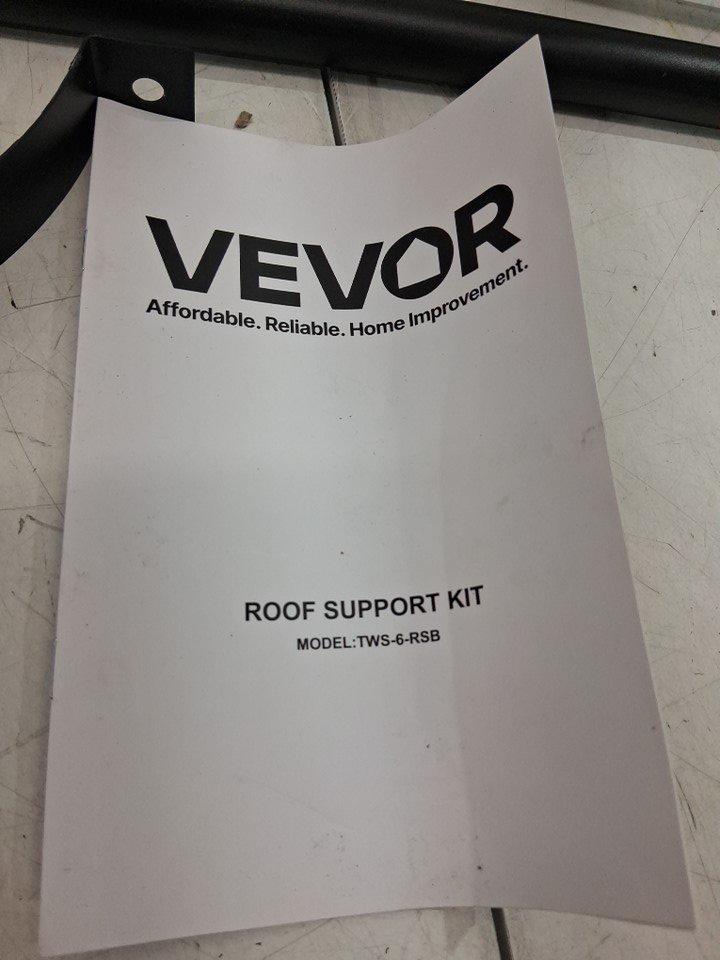 VEVOR
Affordable. Reliable. Home Improvement.
ROOF SUPPORT KIT
MODEL:TWS-6-RSB